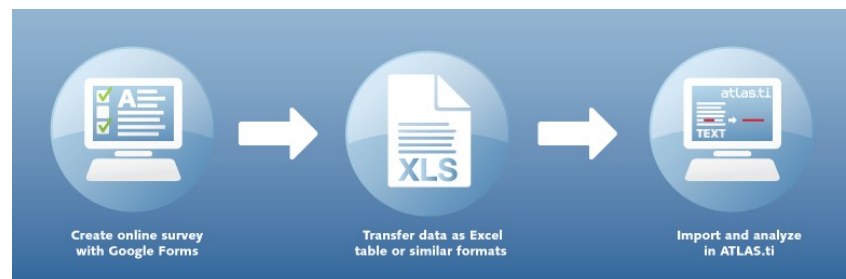 A
XLS
atlas.ti
TEXT
Create online survey
with Google Forms
Transfer data as Excel
table or similar formats
Import and analyze
in ATLAS.ti